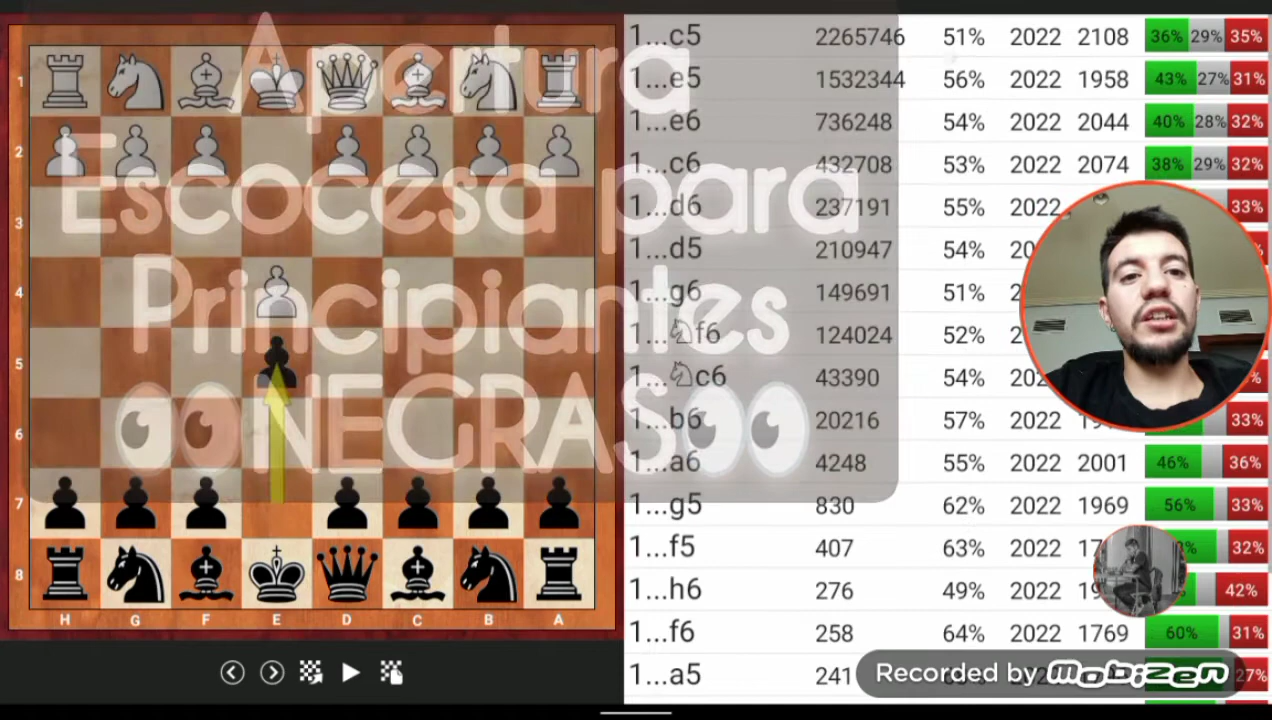 Apertura
Escocesa para
Principiantes
👀NEGRAS👀
1
2
3
4
5
6
7
8
H G F E D C B A
1...c5 2265746 51% 2022 2108 36% 29% 35%
1...e5 1532344 56% 2022 1958 43% 27% 31%
1...e6 736248 54% 2022 2044 40% 28% 32%
1...c6 432708 53% 2022 2074 38% 29% 32%
1...d6 237191 55% 2022 33%
1...d5 210947 54%
1...g6 149691 51%
1...♘f6 124024 52%
1...♘c6 43390 54%
1...b6 20216 57% 33%
1...a6 4248 55% 2022 2001 46% 36%
1...g5 830 62% 2022 1969 56% 33%
1...f5 407 63% 2022 32%
1...h6 276 49% 2022 42%
1...f6 258 64% 2022 1769 60% 31%
1...a5 241 27%
Recorded by mobizen